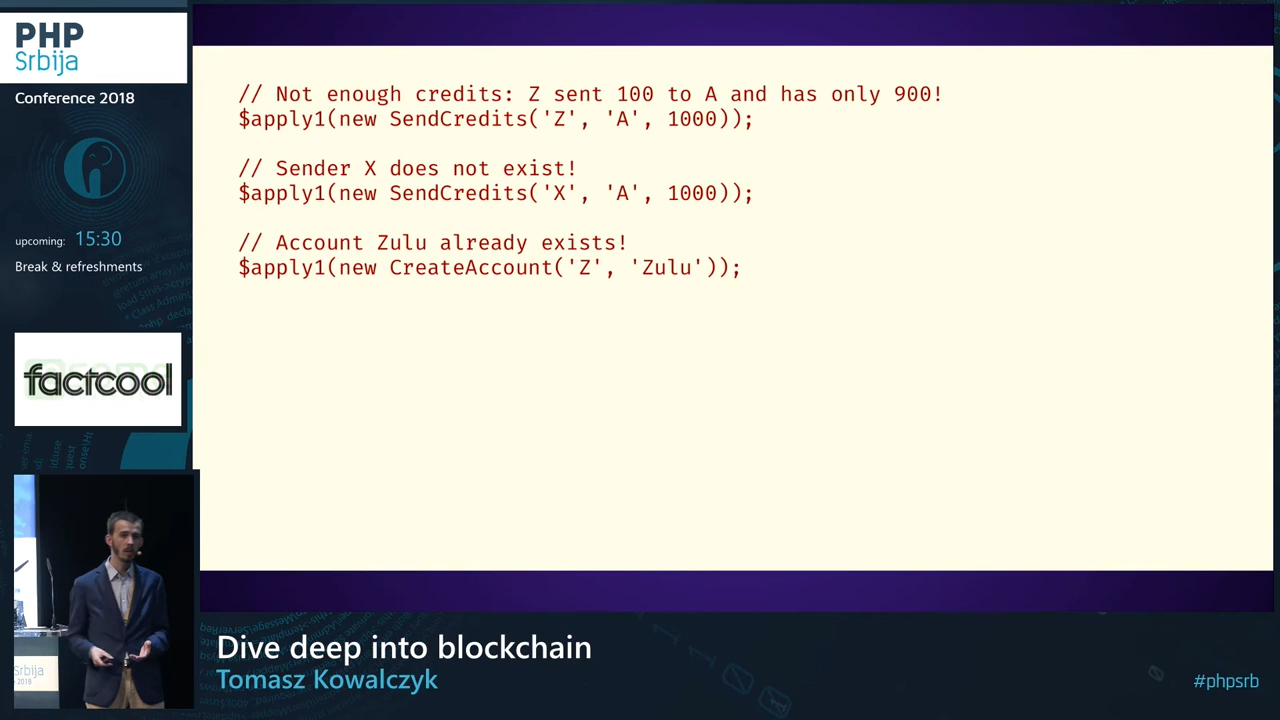 PHP
Srbija
Conference 2018
upcoming: 15:30
Break & refreshments
factcool
// Not enough credits: Z sent 100 to A and has only 900!
$apply1(new SendCredits('Z', 'A', 1000));
// Sender X does not exist!
$apply1(new SendCredits('X', 'A', 1000));
// Account Zulu already exists!
$apply1(new CreateAccount('Z', 'Zulu'));
Srbija
2018
Dive deep into blockchain
Tomasz Kowalczyk
#phpsrb